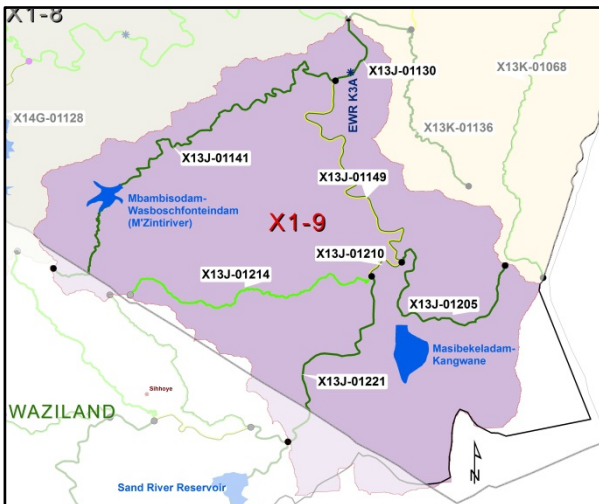 X1-8
X13J-01130
X13K-01068
EWR K3A
X14G-01128
X13K-01136
X13J-01141
X13J-01149
Mbambisodam-
Wasboschfonteindam
(M'Zintiriver)
X1-9
X13J-01210
X13J-01214
X13J-01205
Masibekeladam-
Kangwane
X13J-01221
Sihhoye
WAZILAND
N
Sand River Reservoir